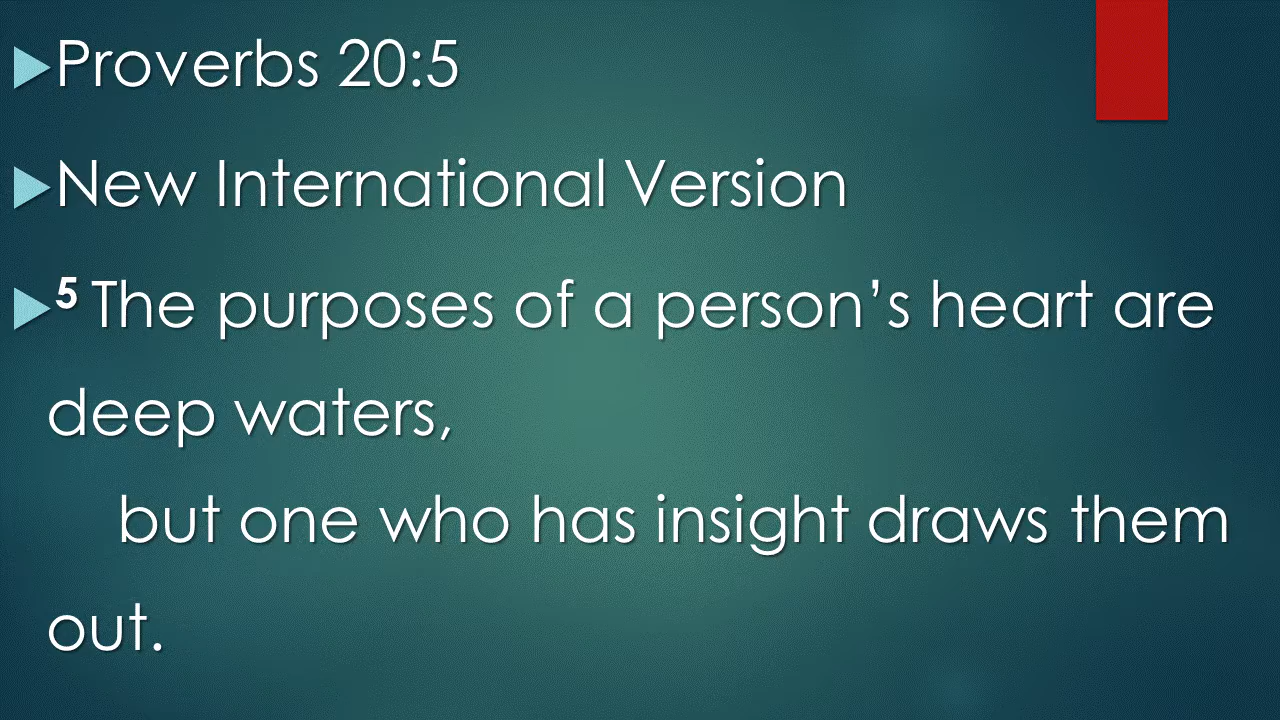 Proverbs 20:5
New International Version
5 The purposes of a person’s heart are
deep waters,
but one who has insight draws them
out.